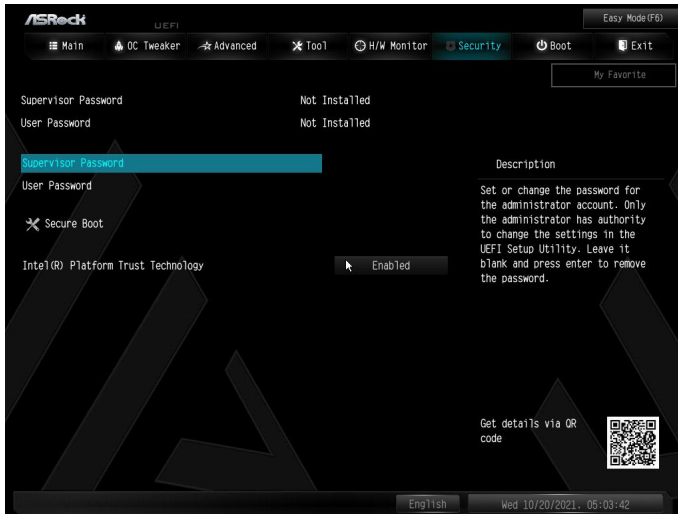 ASRock UEFI Easy Mode(F6)
Main OC Tweaker Advanced Tool H/W Monitor Security Boot Exit
My Favorite
Supervisor Password Not Installed
User Password Not Installed
Supervisor Password
User Password
Secure Boot
Intel(R) Platform Trust Technology Enabled
Description
Set or change the password for
the administrator account. Only
the administrator has authority
to change the settings in the
UEFI Setup Utility. Leave it
blank and press enter to remove
the password.
Get details via QR
code
English Wed 10/20/2021. 05:03:42